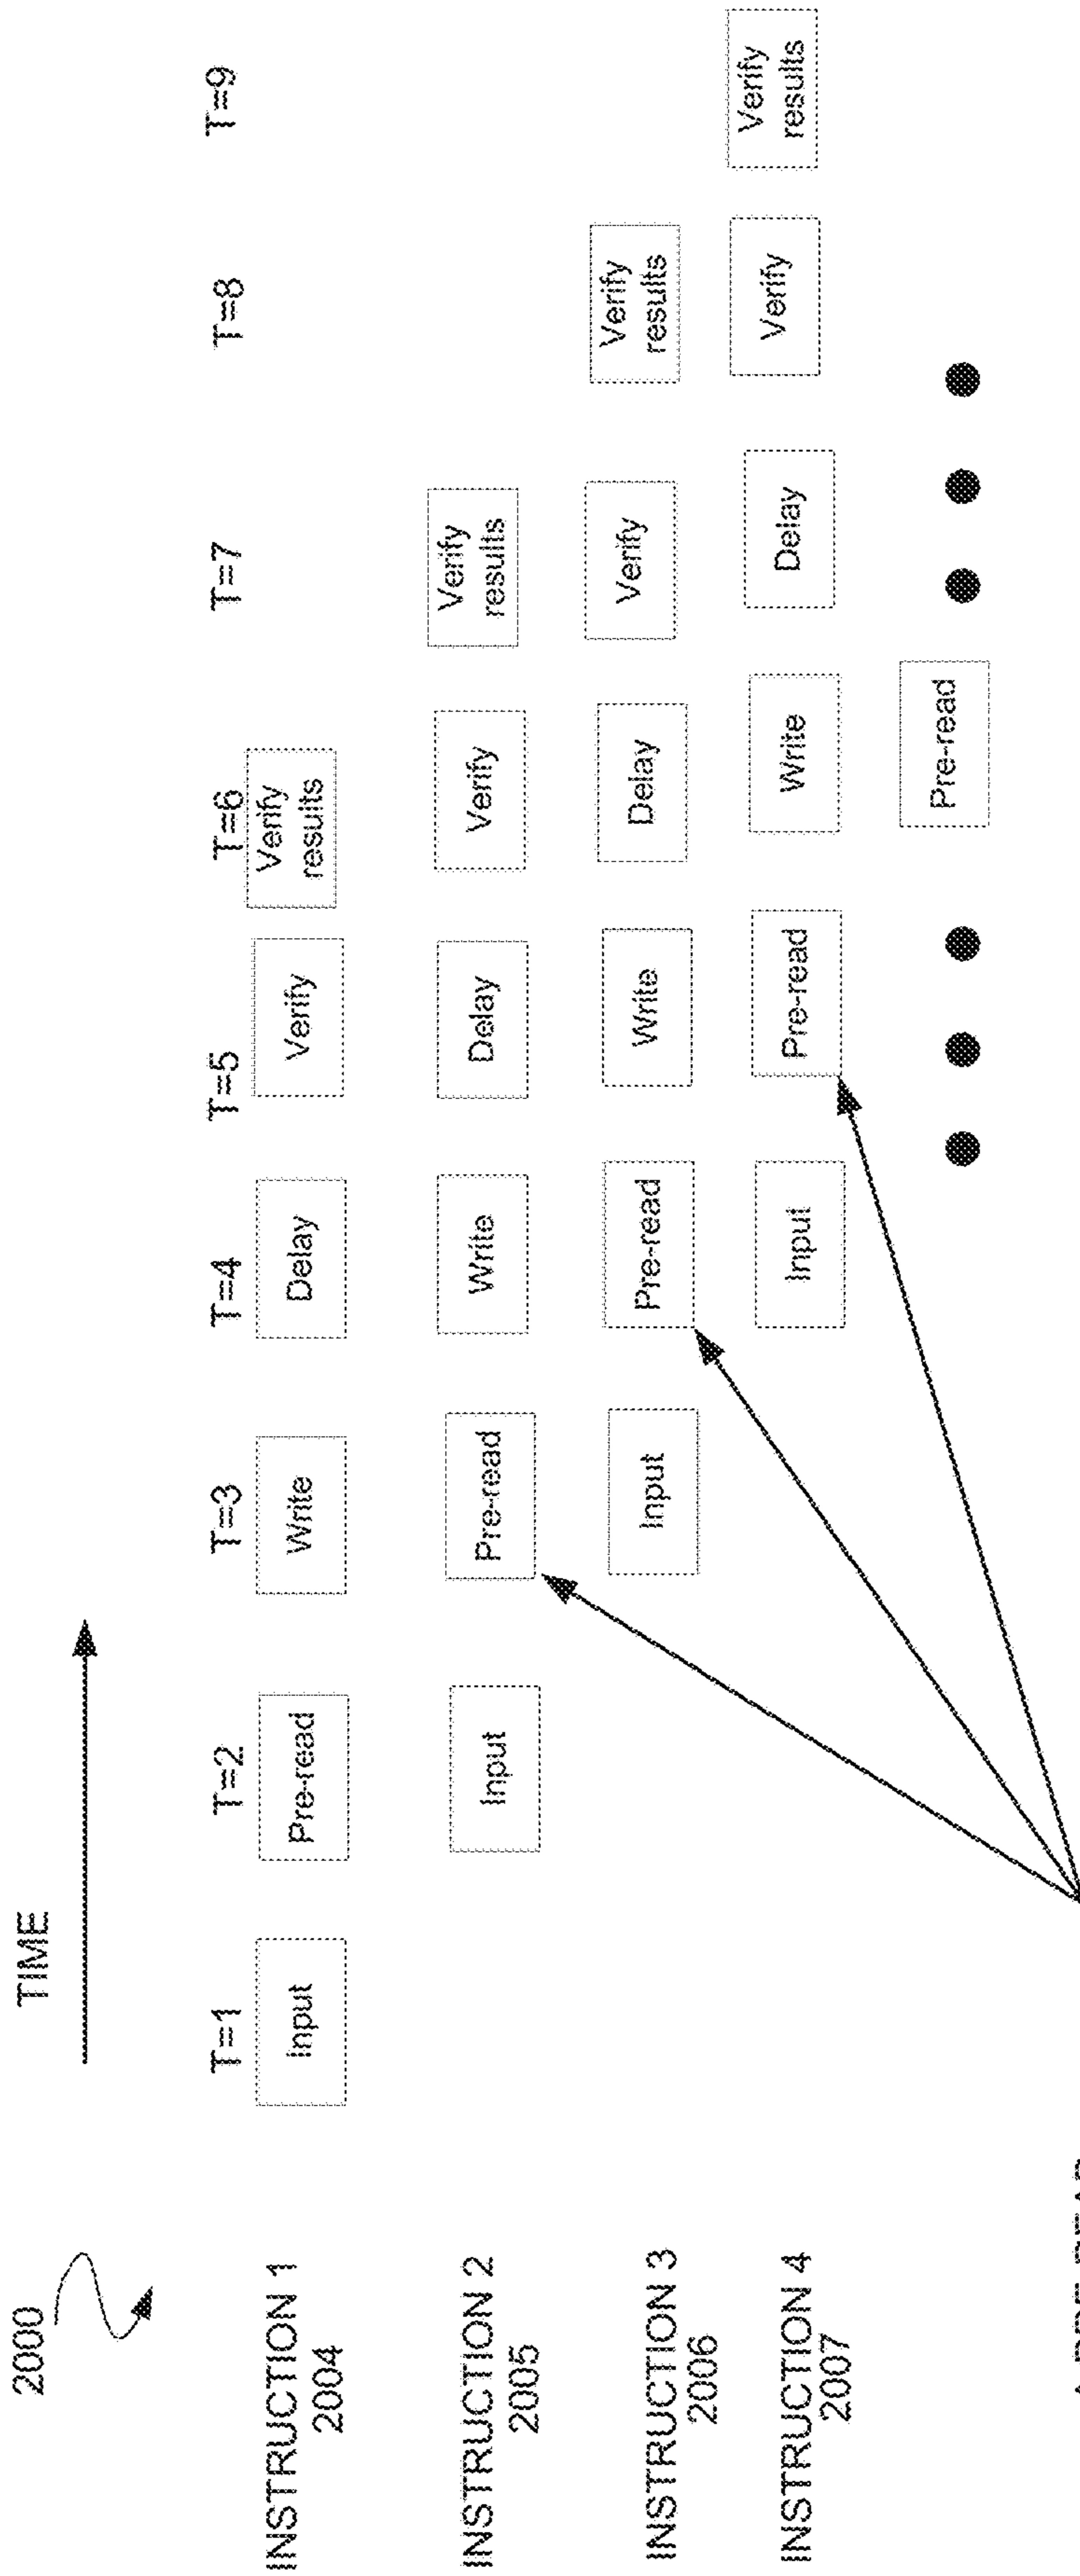 2000
TIME
T=1 T=2 T=3 T=4 T=5 T=6 T=7 T=8 T=9
INSTRUCTION 1
2004
Input Pre-read Write Delay Verify Verify
results
INSTRUCTION 2
2005
Input Pre-read Write Delay Verify Verify
results
INSTRUCTION 3
2006
Input Pre-read Write Delay Verify Verify
results
INSTRUCTION 4
2007
Input Pre-read Write Delay Verify Verify
results
Pre-read